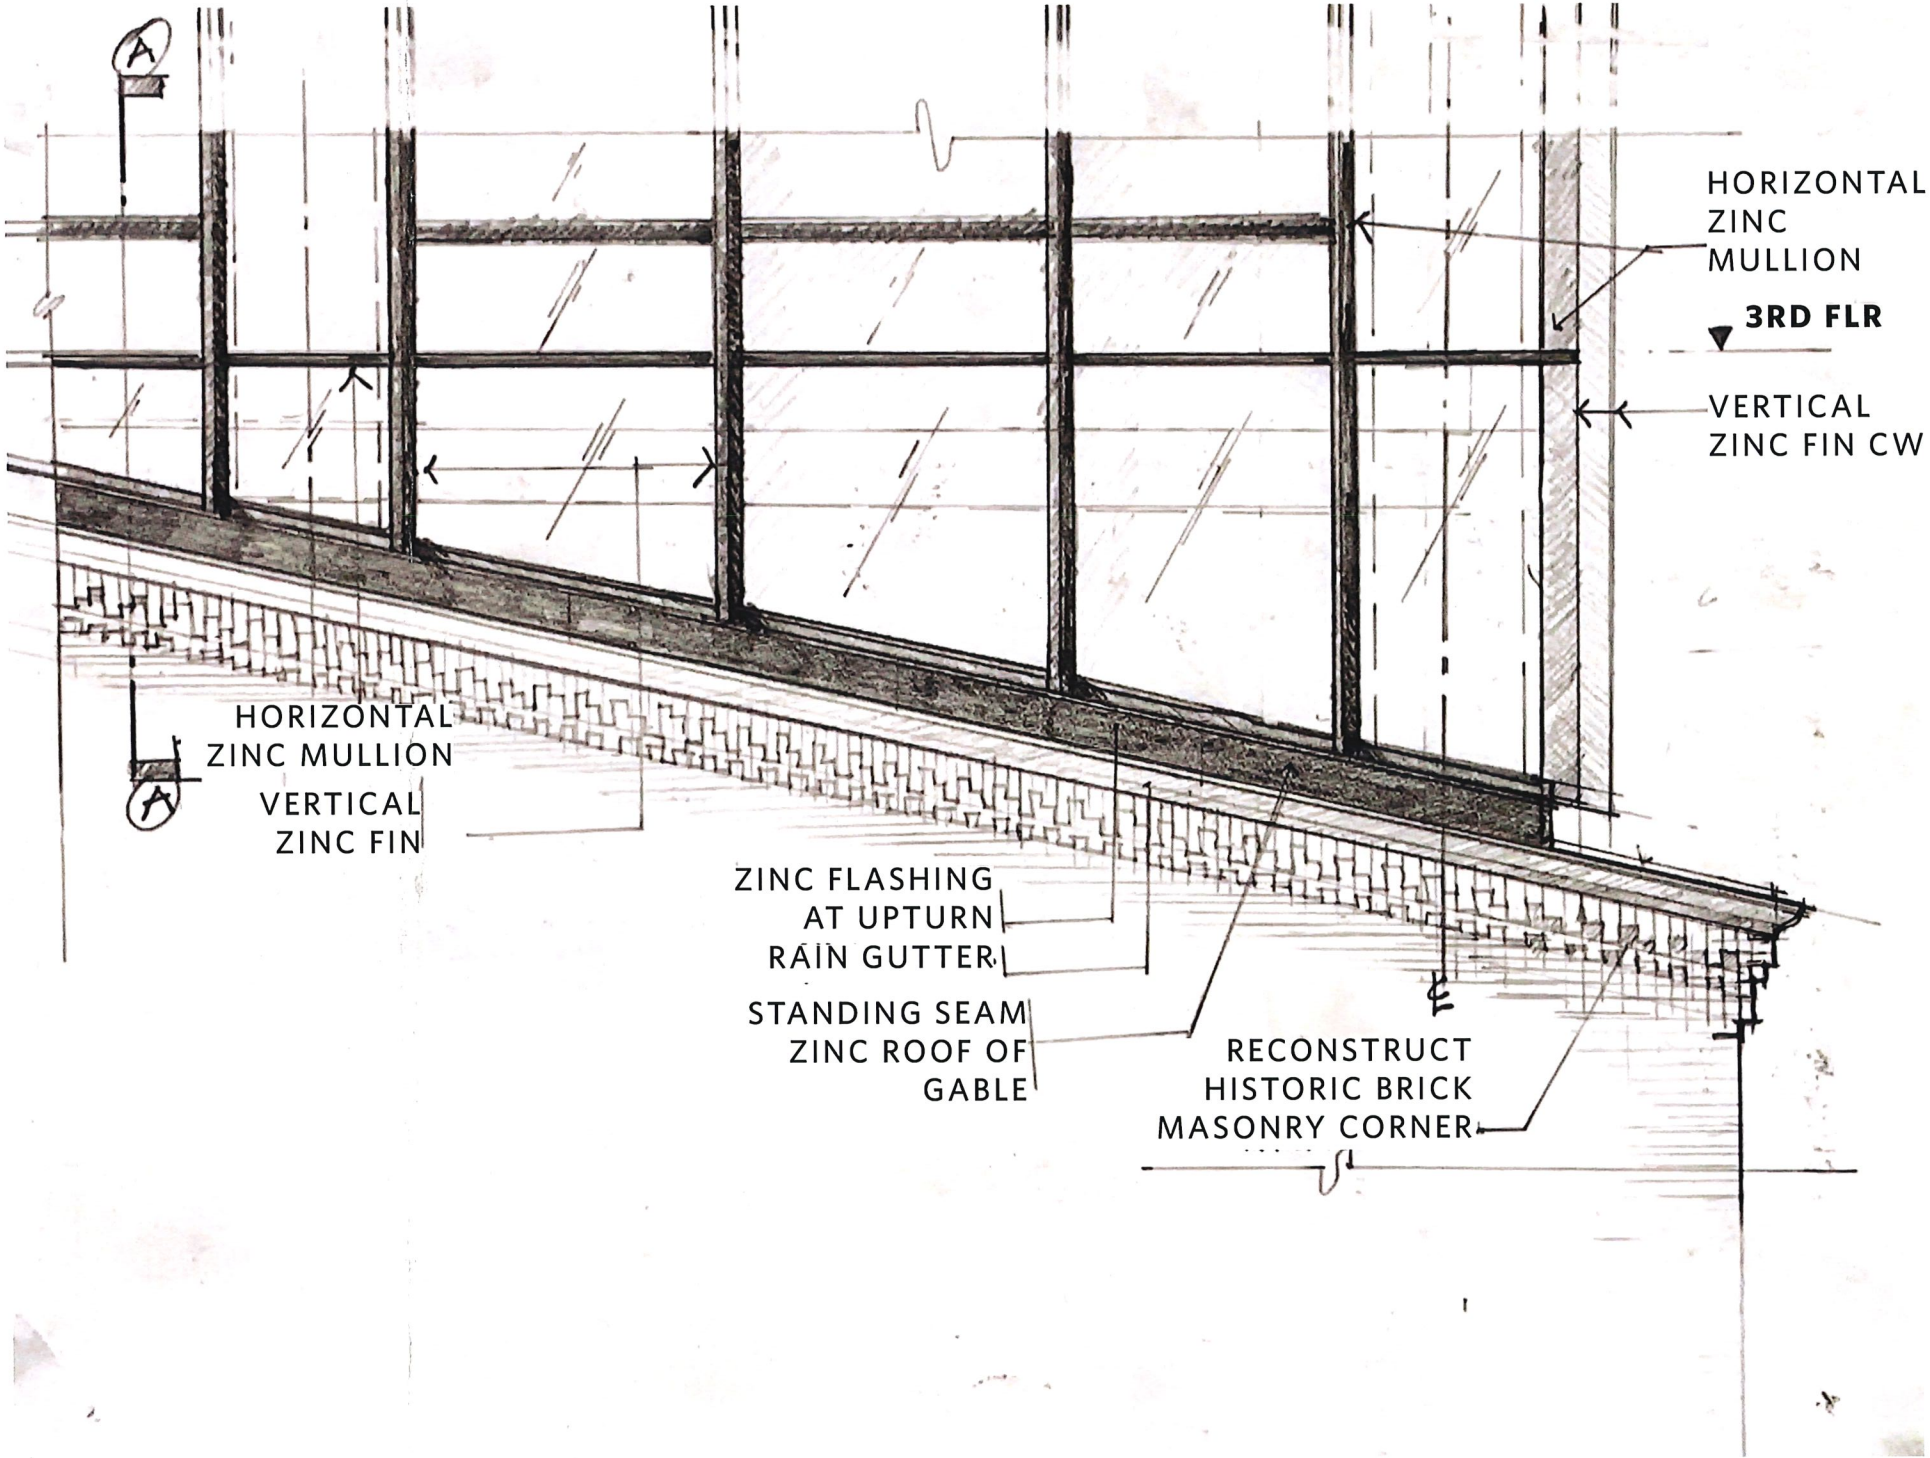 A
HORIZONTAL
ZINC
MULLION
3RD FLR
VERTICAL
ZINC FIN CW
HORIZONTAL
ZINC MULLION
A
VERTICAL
ZINC FIN
ZINC FLASHING
AT UPTURN
RAIN GUTTER
STANDING SEAM
ZINC ROOF OF
GABLE
RECONSTRUCT
HISTORIC BRICK
MASONRY CORNER